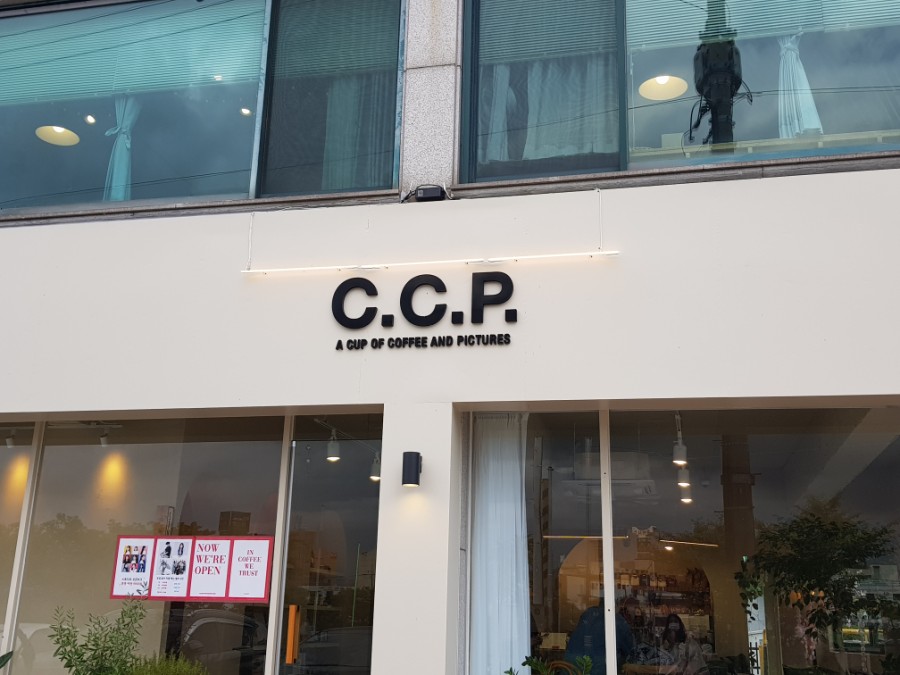 C.C.P.
A CUP OF COFFEE AND PICTURES
NOW
WE'RE
OPEN
IN
COFFEE
WE
TRUST